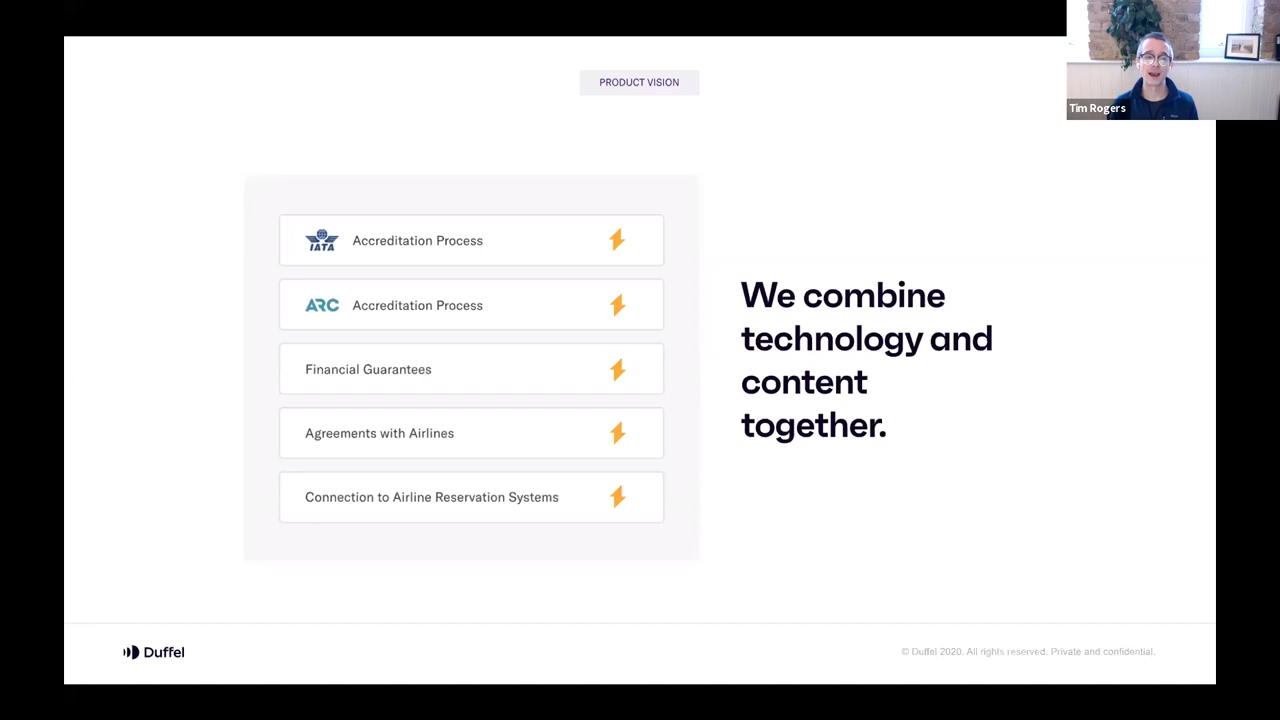 PRODUCT VISION
Tim Rogers
IATA Accreditation Process
ARC Accreditation Process
Financial Guarantees
Agreements with Airlines
Connection to Airline Reservation Systems
We combine
technology and
content
together.
Duffel
© Duffel 2020. All rights reserved. Private and confidential.